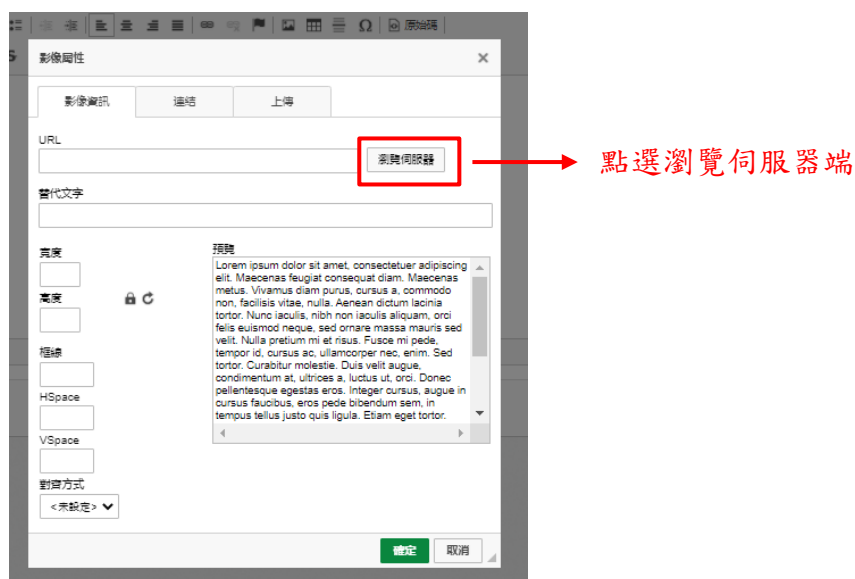 原始碼
S
影像屬性
影像資訊
連結
上傳
URL
瀏覽伺服器
點選瀏覽伺服器端
替代文字
寬度
預覽
Lorem ipsum dolor sit amet, consectetuer adipiscing
elit. Maecenas feugiat consequat diam. Maecenas
metus. Vivamus diam purus, cursus a, commodo
non, facilisis vitae, nulla. Aenean dictum lacinia
tortor. Nunc iaculis, nibh non iaculis aliquam, orci
felis euismod neque, sed ornare massa mauris sed
velit. Nulla pretium mi et risus. Fusce mi pede,
tempor id, cursus ac, ullamcorper nec, enim. Sed
tortor. Curabitur molestie. Duis velit augue,
condimentum at, ultrices a, luctus ut, orci. Donec
pellentesque egestas eros. Integer cursus, augue in
cursus faucibus, eros pede bibendum sem, in
tempus tellus justo quis ligula. Etiam eget tortor.
高度
框線
HSpace
VSpace
對齊方式
<未設定>
確定
取消